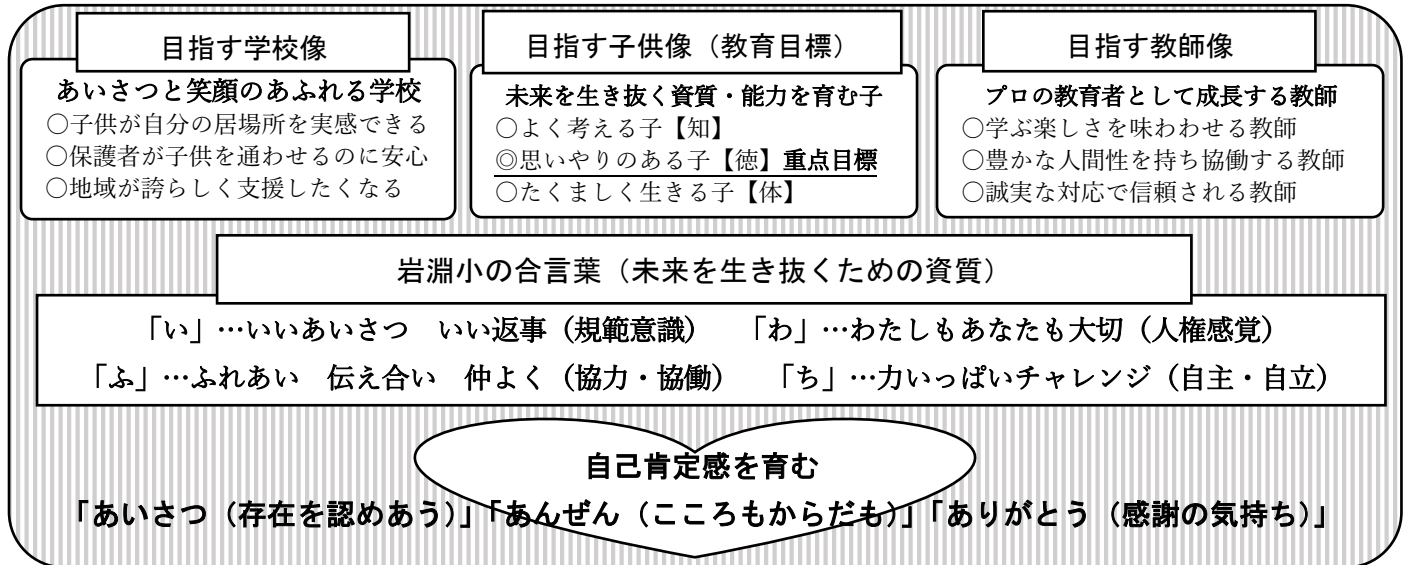 目指す学校像
あいさつと笑顔のあふれる学校
○子供が自分の居場所を実感できる
○保護者が子供を通わせるのに安心
○地域が誇らしく支援したくなる
目指す子供像（教育目標）
未来を生き抜く資質・能力を育む子
○よく考える子【知】
◎思いやりのある子【徳】重点目標
○たくましく生きる子【体】
目指す教師像
プロの教育者として成長する教師
○学ぶ楽しさを味わわせる教師
○豊かな人間性を持ち協働する教師
○誠実な対応で信頼される教師
岩淵小の合言葉（未来を生き抜くための資質）
「い」…いいあいさつ　いい返事（規範意識）　「わ」…わたしもあなたも大切（人権感覚）
「ふ」…ふれあい　伝え合い　仲よく（協力・協働）　「ち」…力いっぱいチャレンジ（自主・自立）
自己肯定感を育む
「あいさつ（存在を認めあう）」「あんぜん（こころもからだも）」「ありがとう（感謝の気持ち）」